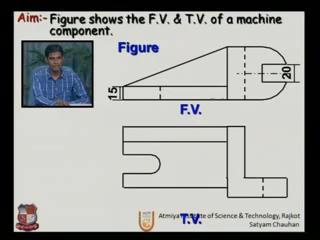 Aim:- Figure shows the F.V. & T.V. of a machine
component.
Figure
15
20
F.V.
T.V.
Atmiya Institute of Science & Technology, Rajkot
Satyam Chauhan